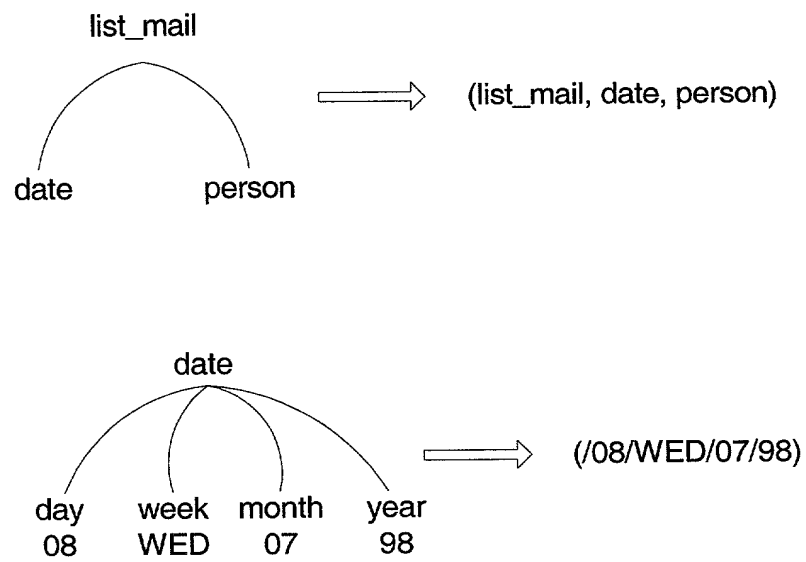 list_mail
(list_mail, date, person)
date person
date
(/08/WED/07/98)
day week month year
08 WED 07 98